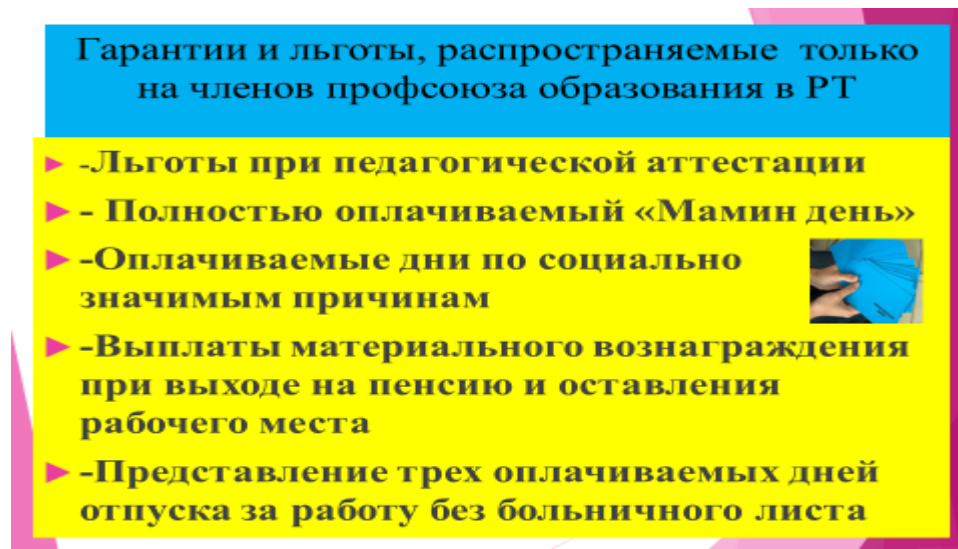 Гарантии и льготы, распространяемые только
на членов профсоюза образования в РТ
-Льготы при педагогической аттестации
- Полностью оплачиваемый «Мамин день»
-Оплачиваемые дни по социально
значимым причинам
-Выплаты материального вознаграждения
при выходе на пенсию и оставления
рабочего места
-Представление трех оплачиваемых дней
отпуска за работу без больничного листа